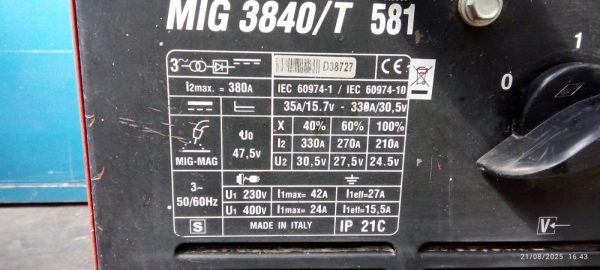 MIG 3840/T 581
3~ D38727 CE
I2max. = 380A IEC 60974-1 / IEC 60974-10
35A/15.7V - 330A/30,5V
X 40% 60% 100%
U0 I2 330A 270A 210A
MIG-MAG 47,5V U2 30,5V 27,5V 24.5V
3~
50/60Hz U1 230V I1max= 42A I1eff=27A
U1 400V I1max= 24A I1eff=15,5A
S MADE IN ITALY IP 21C
0 1
P
V
21/08/2025 16.43